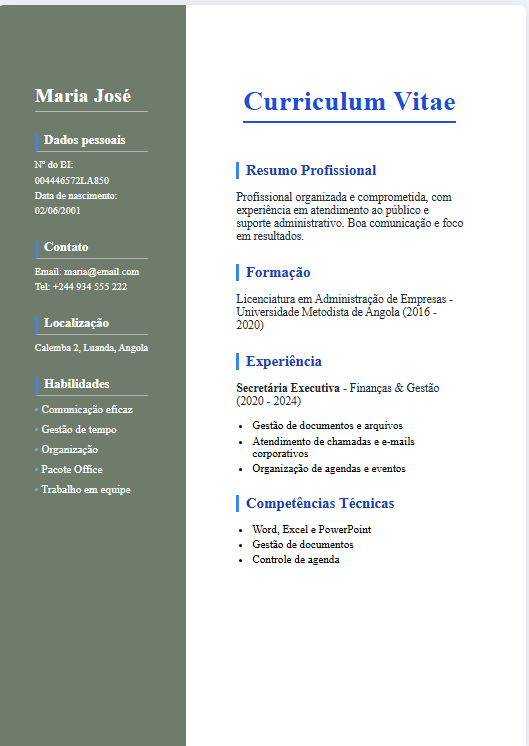 Maria José
Dados pessoais
Nº do BI:
004446572LA850
Data de nascimento:
02/06/2001
Contato
Email: maria@email.com
Tel: +244 934 555 222
Localização
Calemba 2, Luanda, Angola
Habilidades
• Comunicação eficaz
• Gestão de tempo
• Organização
• Pacote Office
• Trabalho em equipe
Curriculum Vitae
Resumo Profissional
Profissional organizada e comprometida, com
experiência em atendimento ao público e
suporte administrativo. Boa comunicação e foco
em resultados.
Formação
Licenciatura em Administração de Empresas -
Universidade Metodista de Angola (2016 -
2020)
Experiência
Secretária Executiva - Finanças & Gestão
(2020 - 2024)
• Gestão de documentos e arquivos
• Atendimento de chamadas e e-mails
corporativos
• Organização de agendas e eventos
Competências Técnicas
• Word, Excel e PowerPoint
• Gestão de documentos
• Controle de agenda